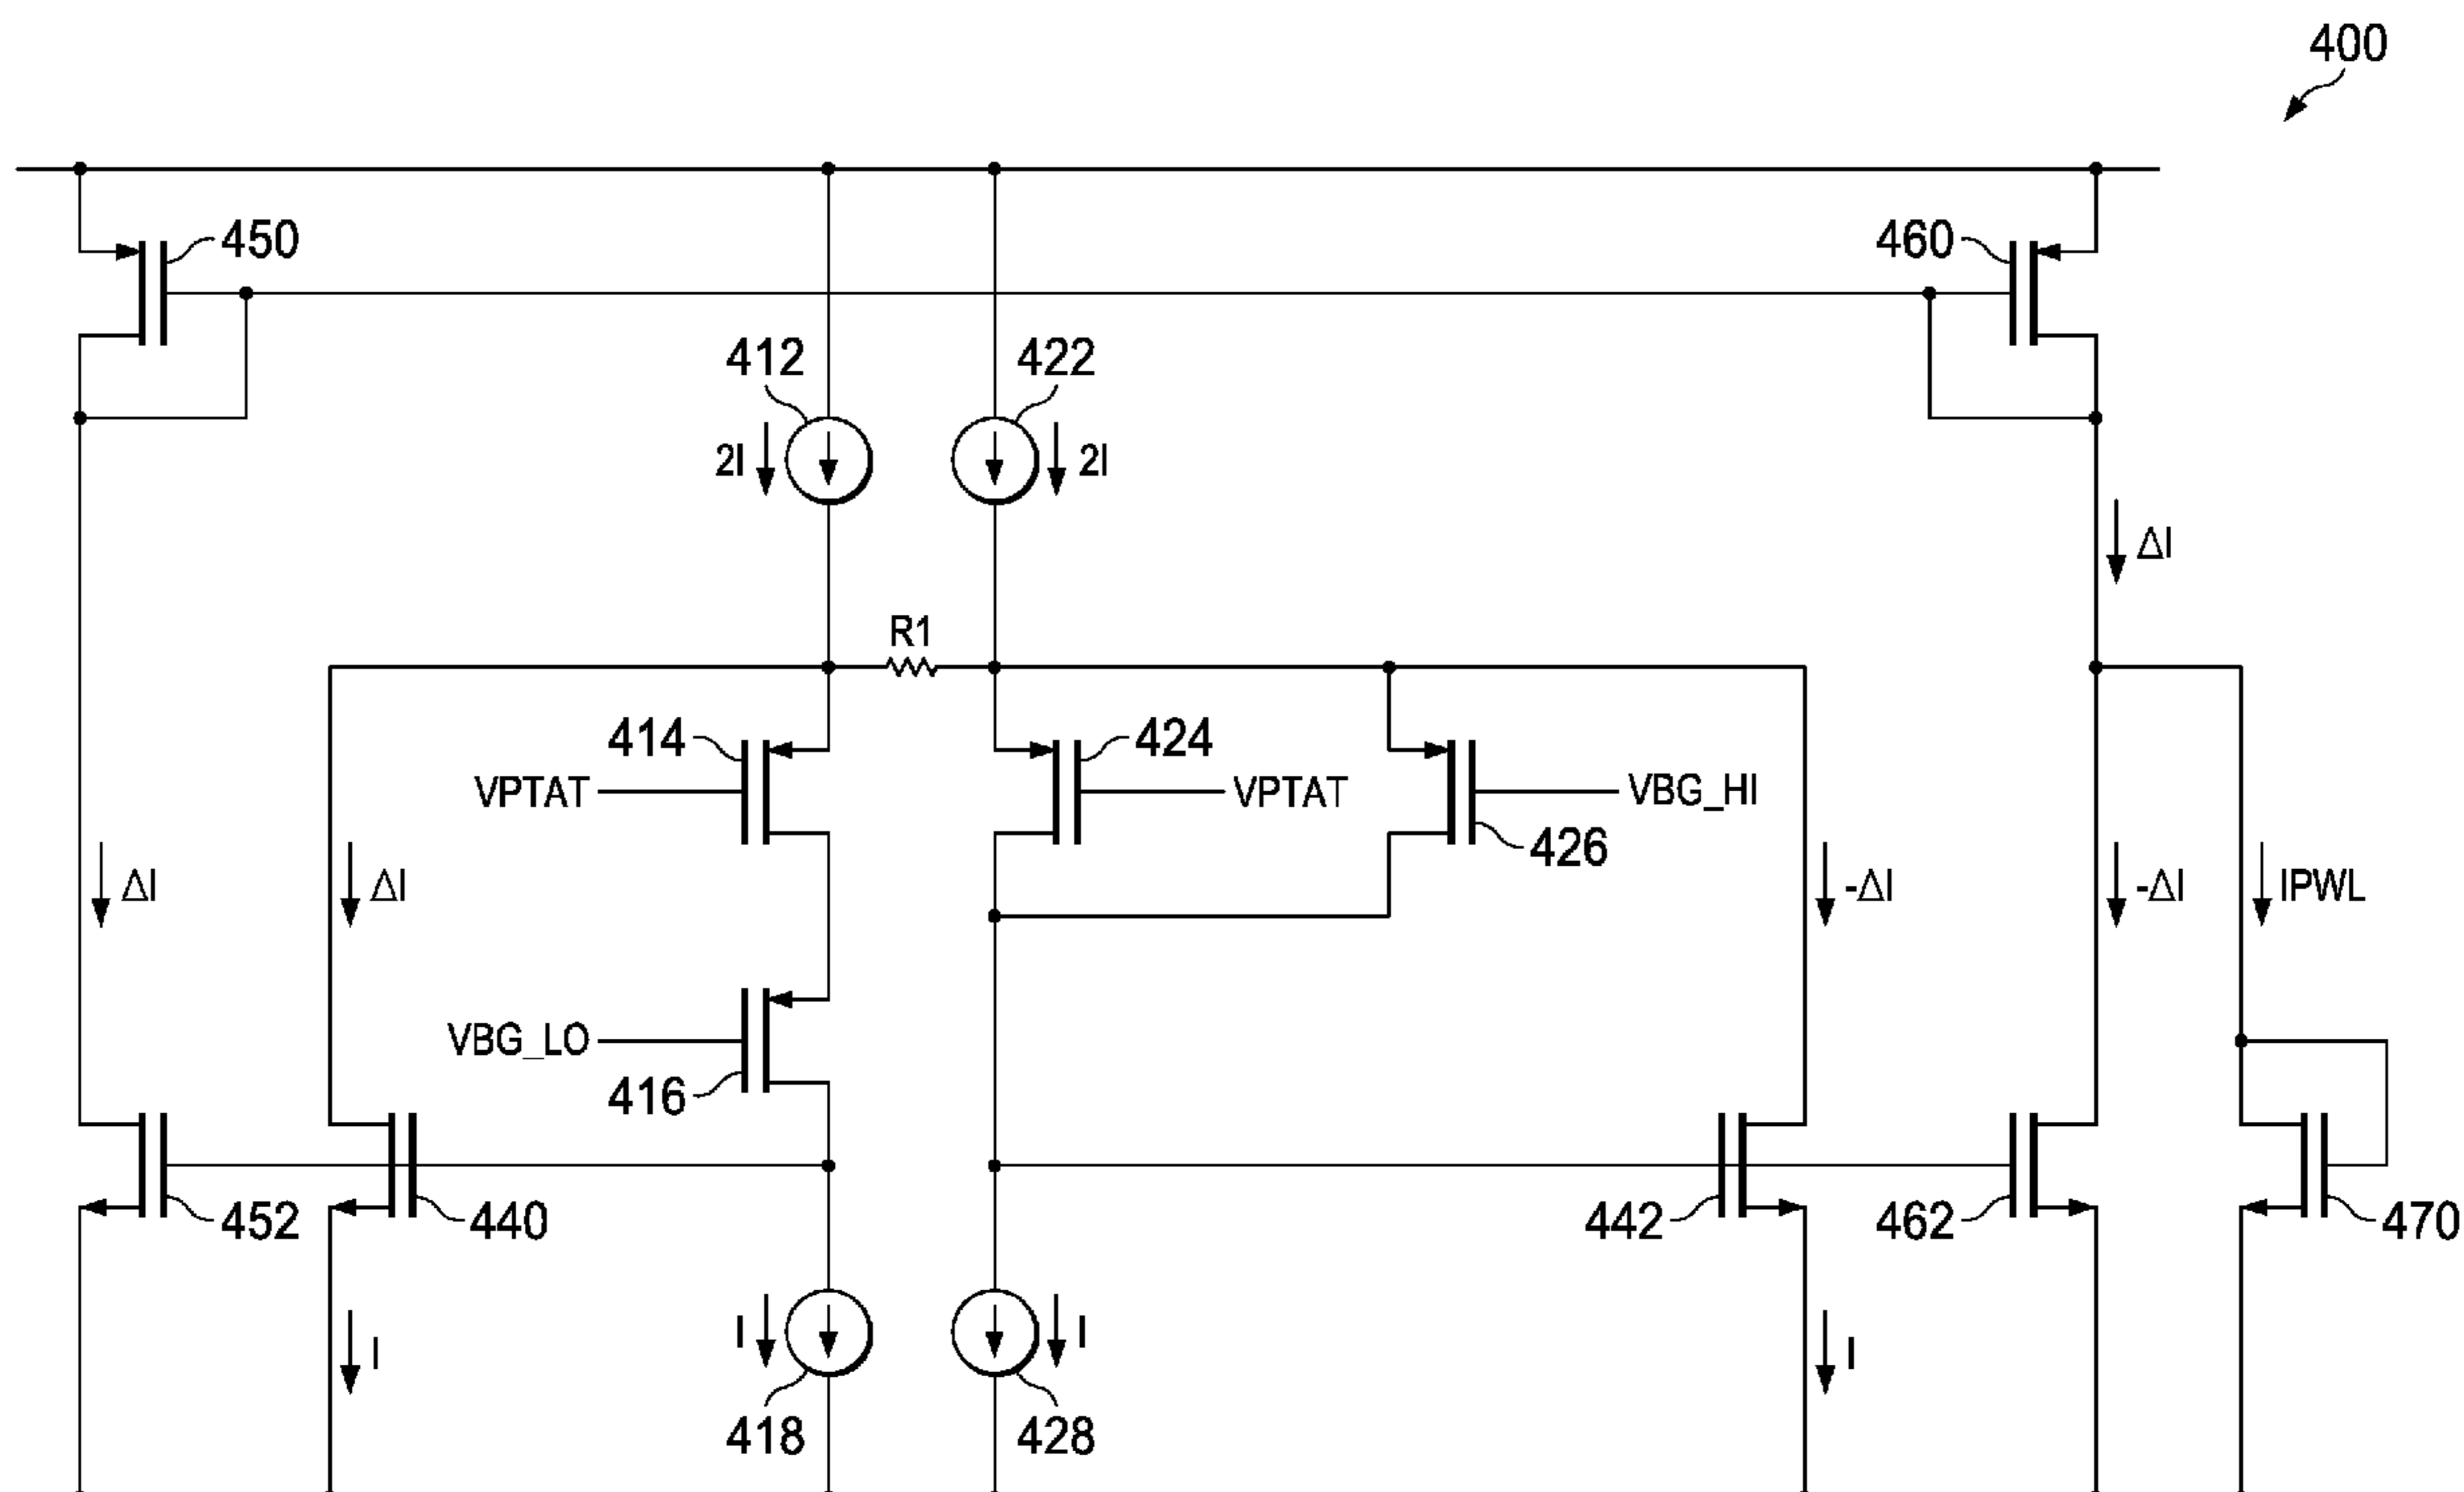 400
450
460
412
422
2I
2I
ΔI
R1
414
424
VPTAT
VPTAT
VBG_HI
426
ΔI
ΔI
-ΔI
-ΔI
IPWL
VBG_LO
416
452
440
442
462
470
I
I
I
I
418
428